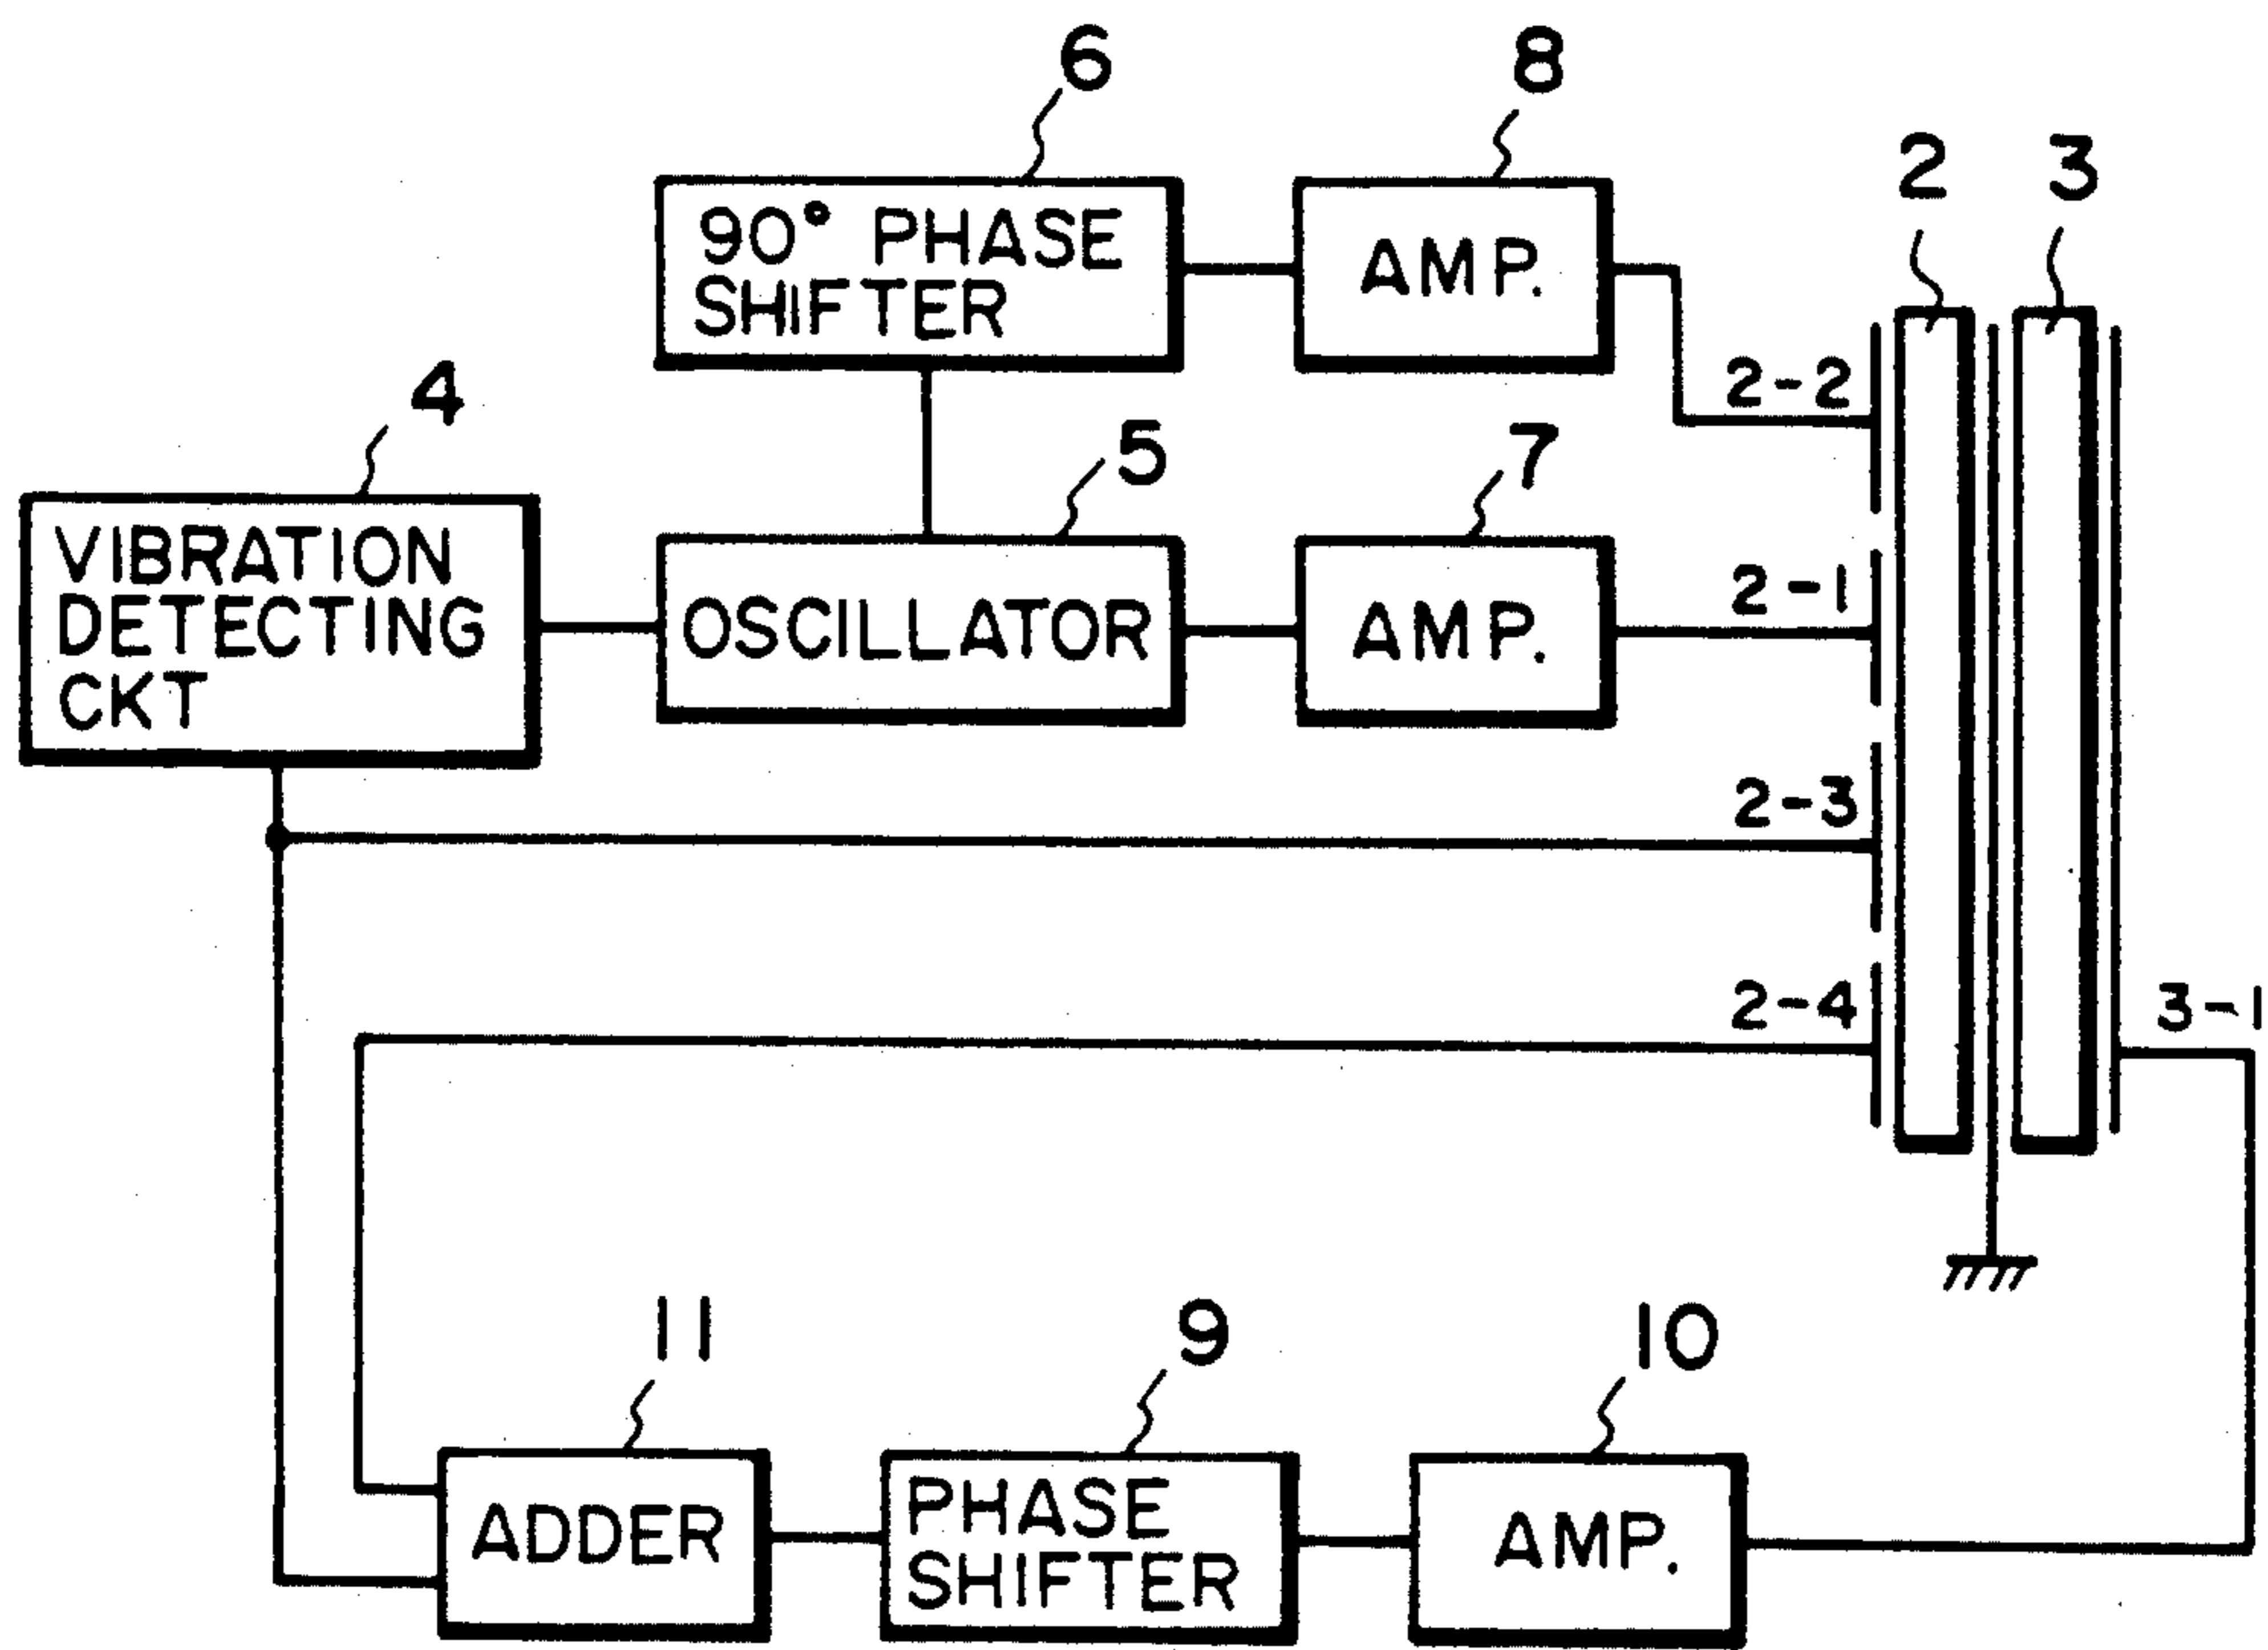 6
8
2
3
90° PHASE
SHIFTER
AMP.
2-2
4
5
7
VIBRATION
DETECTING
CKT
OSCILLATOR
AMP.
2-1
2-3
2-4
3-1
11
9
10
ADDER
PHASE
SHIFTER
AMP.